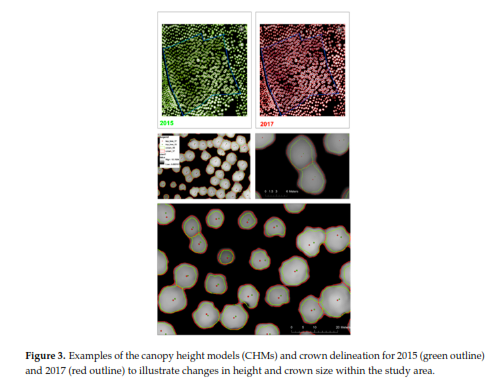 2015
2017
Figure 3. Examples of the canopy height models (CHMs) and crown delineation for 2015 (green outline)
and 2017 (red outline) to illustrate changes in height and crown size within the study area.